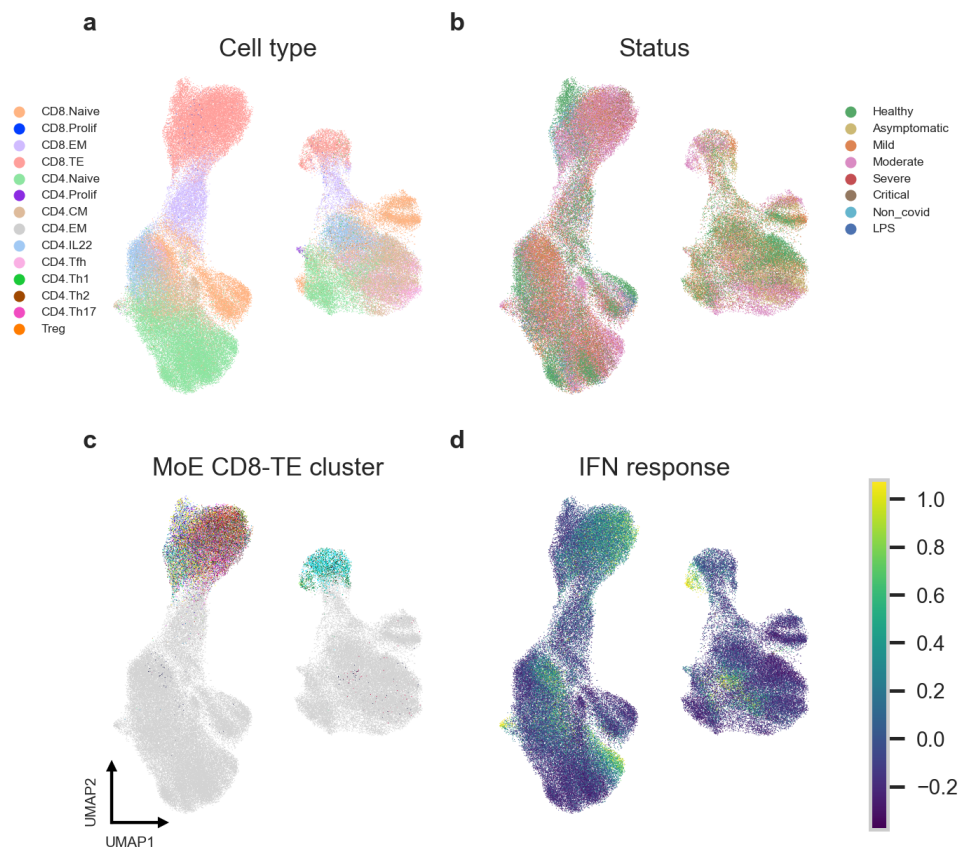 a
Cell type
CD8.Naive
CD8.Prolif
CD8.EM
CD8.TE
CD4.Naive
CD4.Prolif
CD4.CM
CD4.EM
CD4.IL22
CD4.Tfh
CD4.Th1
CD4.Th2
CD4.Th17
Treg
b
Status
Healthy
Asymptomatic
Mild
Moderate
Severe
Critical
Non_covid
LPS
c
MoE CD8-TE cluster
UMAP2
UMAP1
d
IFN response
1.0
0.8
0.6
0.4
0.2
0.0
−0.2